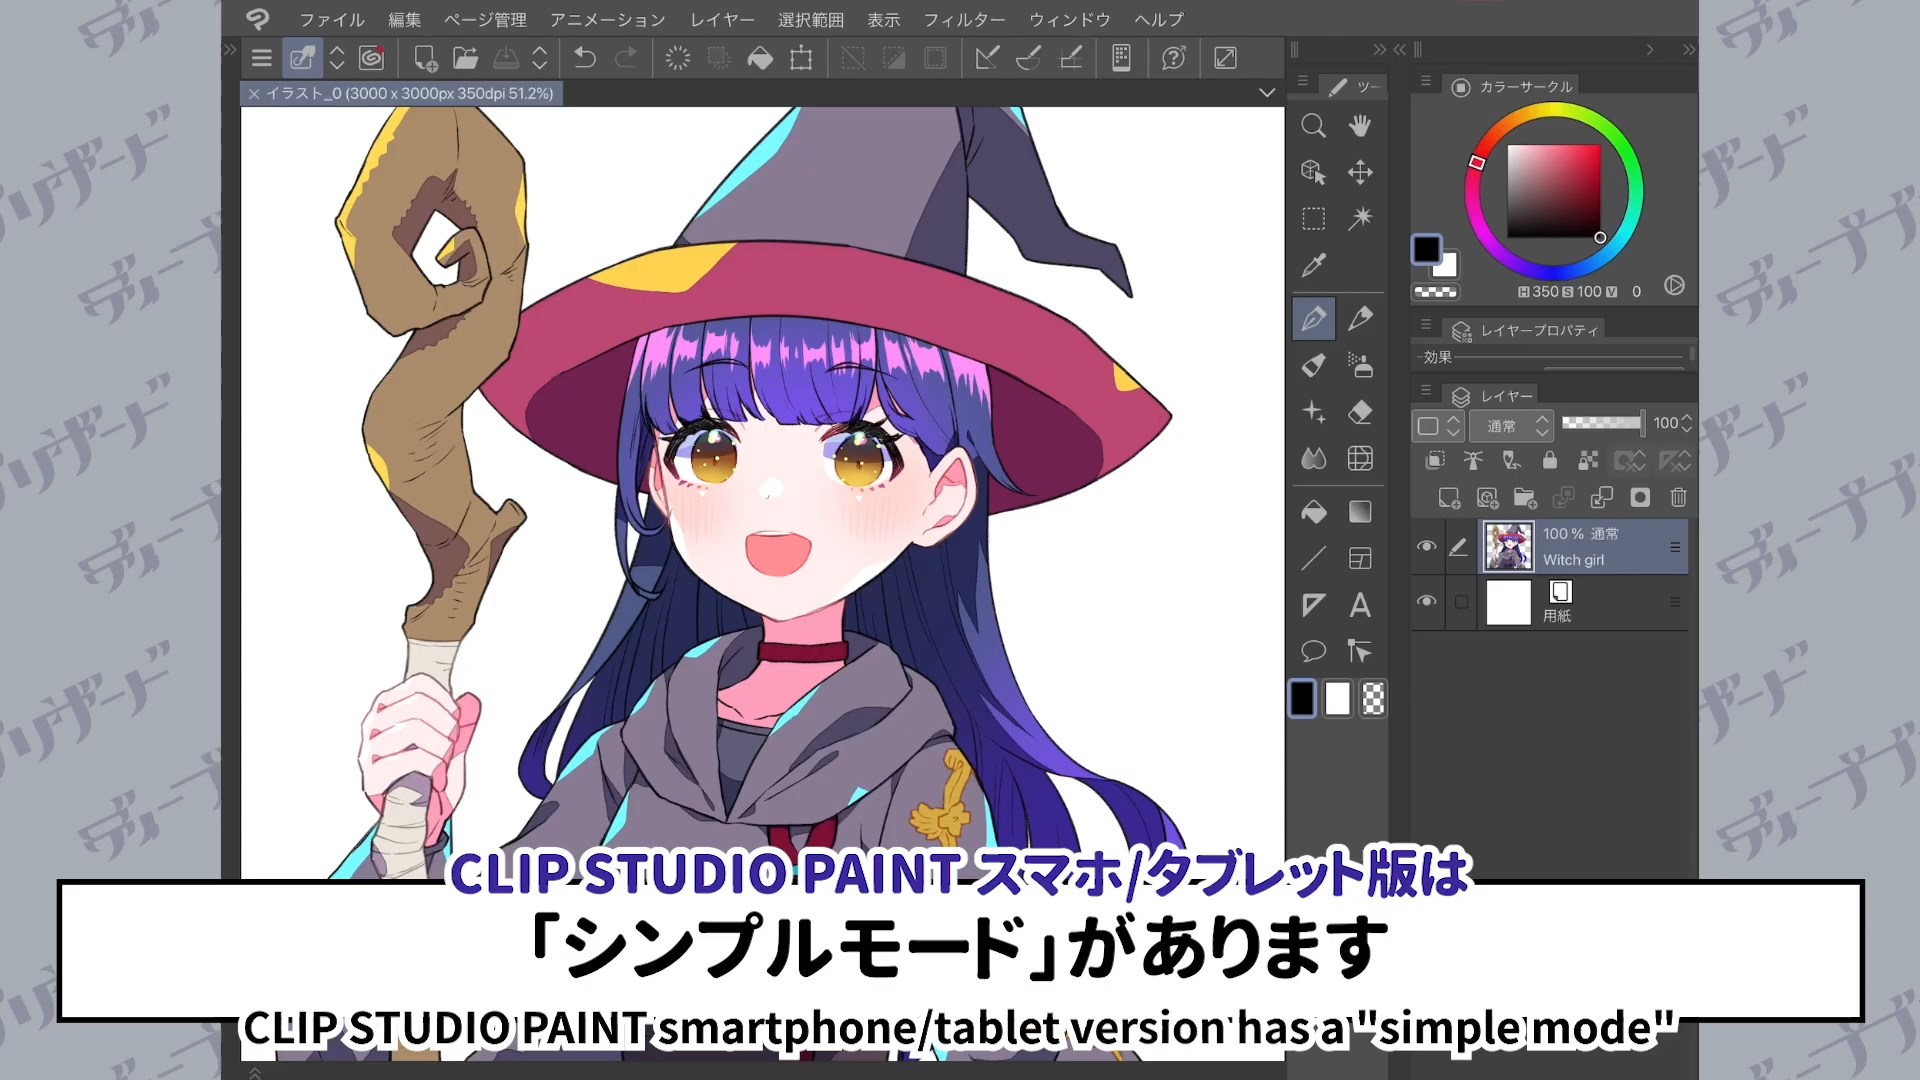 ファイル 編集 ページ管理 アニメーション レイヤー 選択範囲 表示 フィルター ウィンドウ ヘルプ
イラスト_0 (3000 x 3000px 350dpi 51.2%)
ツー
カラーサークル
H 350 S 100 V 0
レイヤープロパティ
効果
レイヤー
通常 100
100 % 通常
Witch girl
用紙
A
CLIP STUDIO PAINT スマホ/タブレット版は
「シンプルモード」があります
CLIP STUDIO PAINT smartphone/tablet version has a "simple mode"